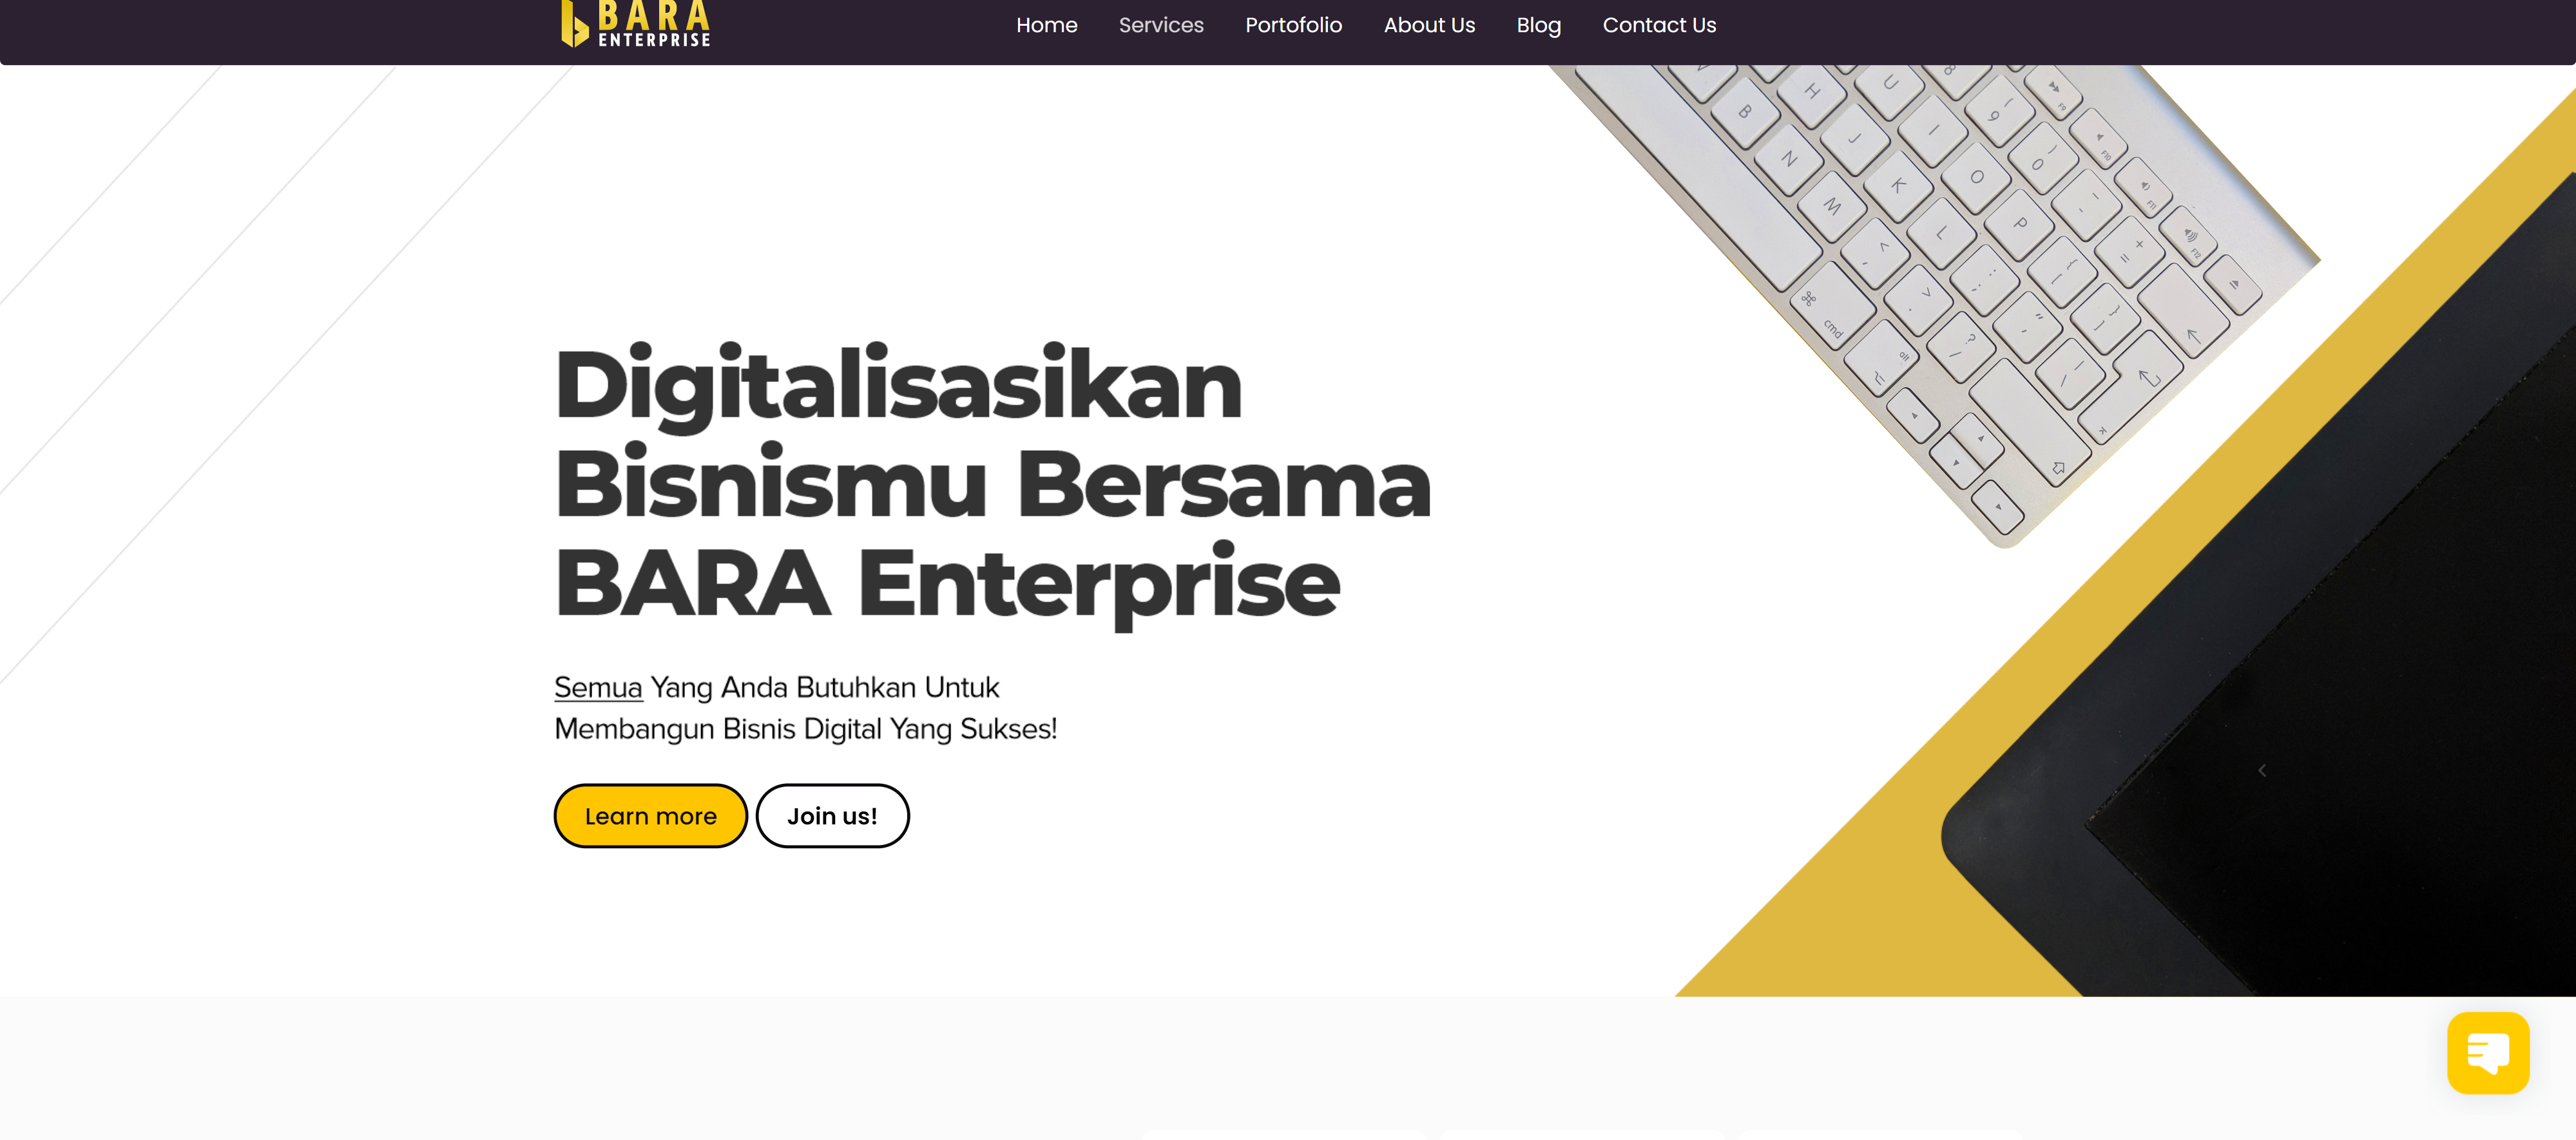 BARA
ENTERPRISE
Home Services Portofolio About Us Blog Contact Us
Digitalisasikan
Bisnismu Bersama
BARA Enterprise
Semua Yang Anda Butuhkan Untuk
Membangun Bisnis Digital Yang Sukses!
Learn more Join us!